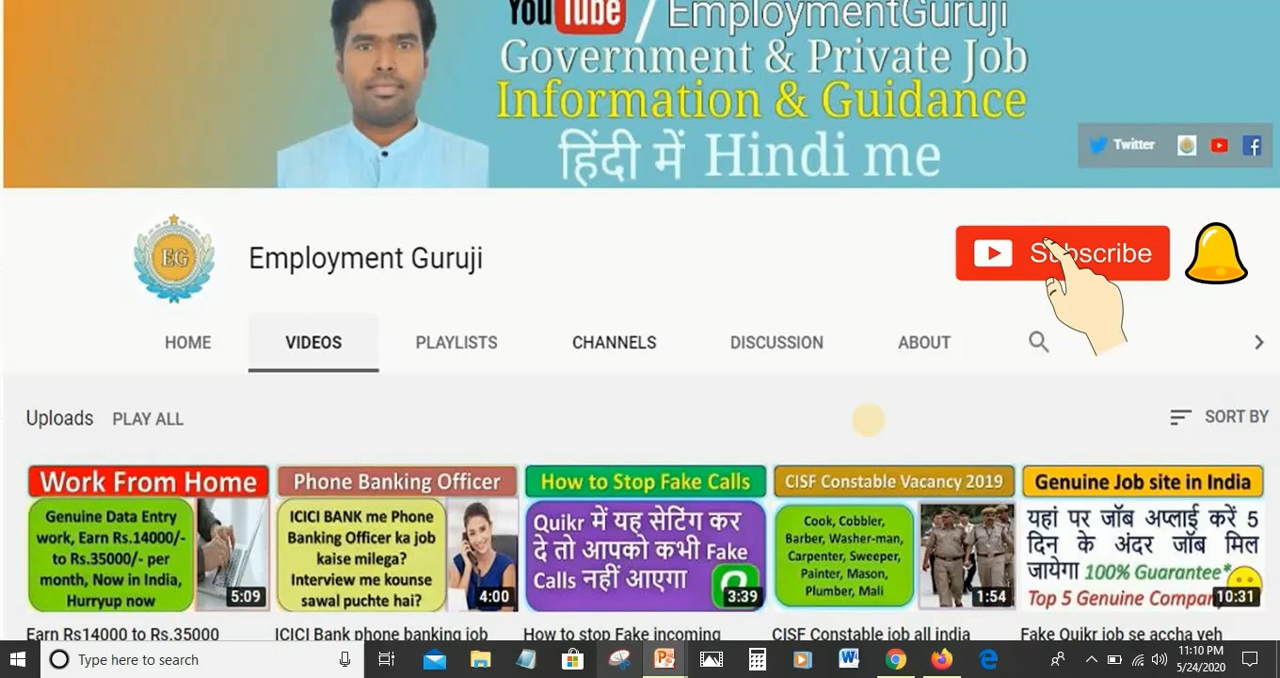 YouTube /EmploymentGuruji
Government & Private Job
Information & Guidance
हिंदी में Hindi me
Twitter
EG
Employment Guruji
Subscribe
HOME VIDEOS PLAYLISTS CHANNELS DISCUSSION ABOUT
Uploads PLAY ALL SORT BY
Work From Home
Genuine Data Entry
work, Earn Rs.14000/-
to Rs.35000/- per
month, Now in India,
Hurryup now
5:09
Phone Banking Officer
ICICI BANK me Phone
Banking Officer ka job
kaise milega?
Interview me kounse
sawal puchte hai?
4:00
How to Stop Fake Calls
Quikr में यह सेटिंग कर
दे तो आपको कभी Fake
Calls नहीं आएगा
3:39
CISF Constable Vacancy 2019
Cook, Cobbler,
Barber, Washer-man,
Carpenter, Sweeper,
Painter, Mason,
Plumber, Mali
1:54
Genuine Job site in India
यहां पर जॉब अप्लाई करें 5
दिन के अंदर जॉब मिल
जायेगा 100% Guarantee*
Top 5 Genuine
10:31
Earn Rs14000 to Rs.35000
ICICI Bank phone banking job
How to stop Fake incoming
CISF Constable job all india
Fake Quikr job se accha yeh
Type here to search
11:10 PM
5/24/2020